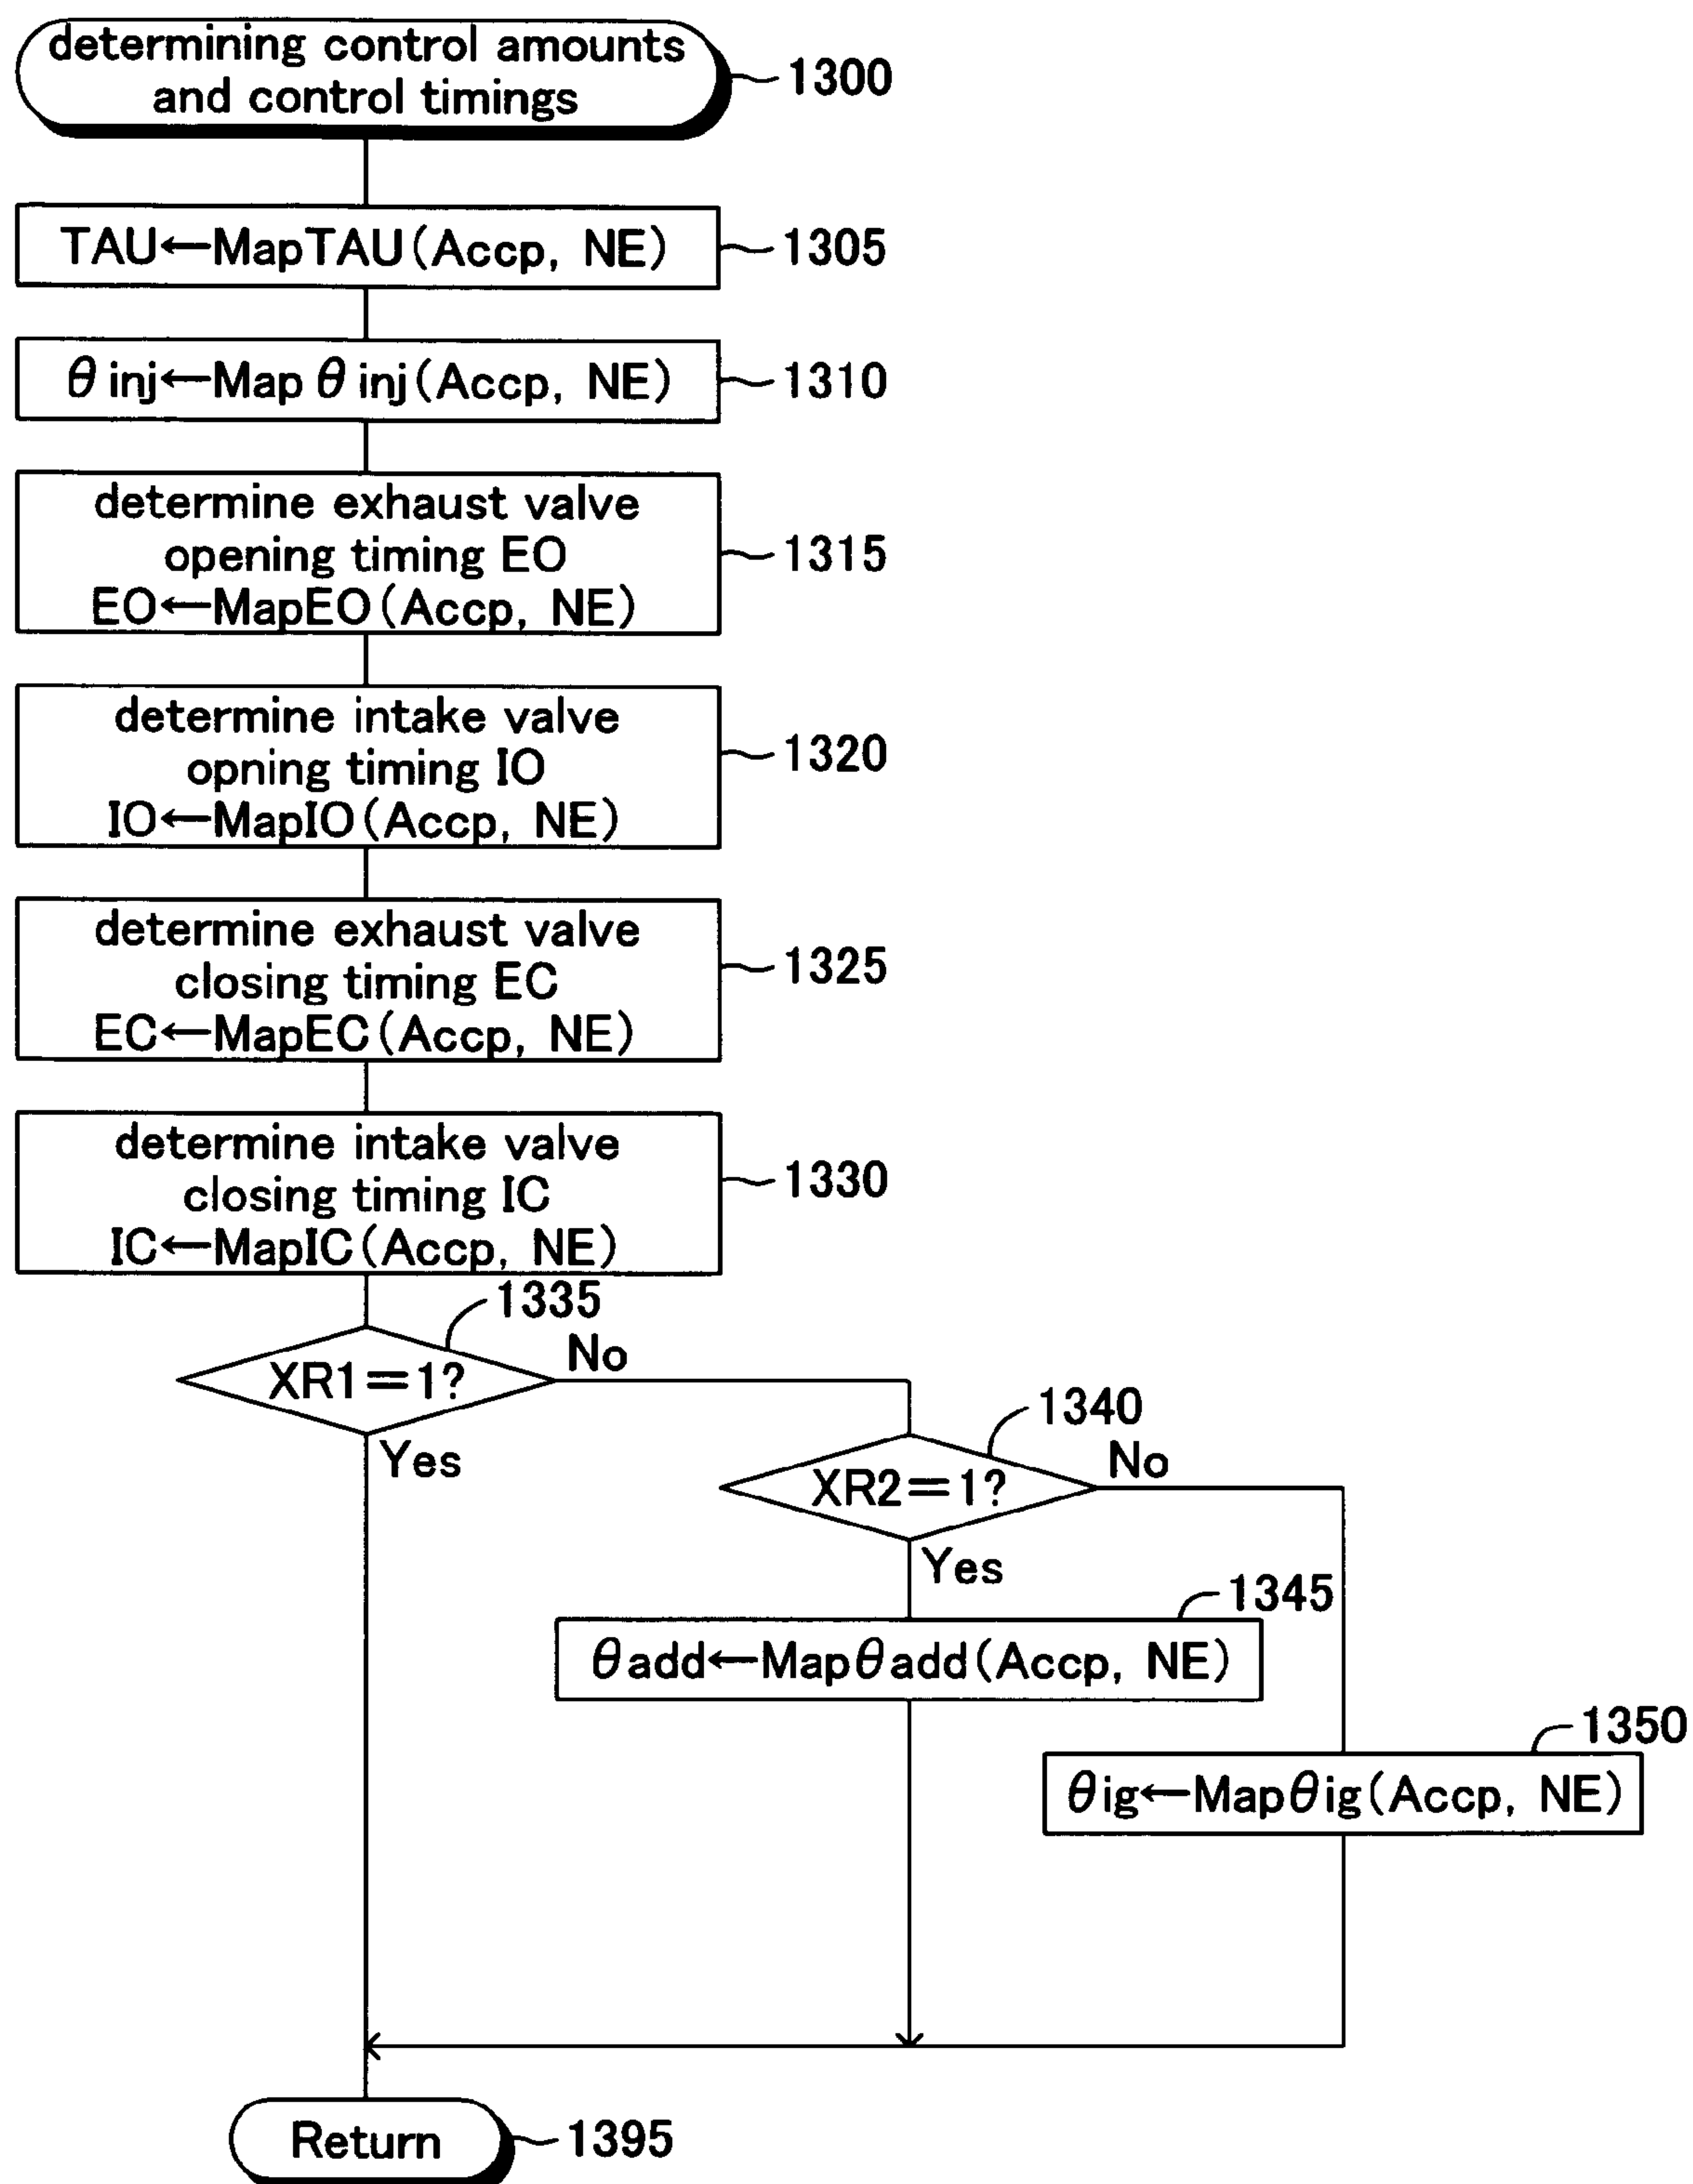 determining control amounts
and control timings
1300
TAU←MapTAU(Accp, NE)
1305
θinj←Mapθinj(Accp, NE)
1310
determine exhaust valve
opening timing EO
EO←MapEO(Accp, NE)
1315
determine intake valve
opning timing IO
IO←MapIO(Accp, NE)
1320
determine exhaust valve
closing timing EC
EC←MapEC(Accp, NE)
1325
determine intake valve
closing timing IC
IC←MapIC(Accp, NE)
1330
1335
XR1=1?
No
Yes
1340
XR2=1?
No
Yes
1345
θadd←Mapθadd(Accp, NE)
1350
θig←Mapθig(Accp, NE)
Return
1395